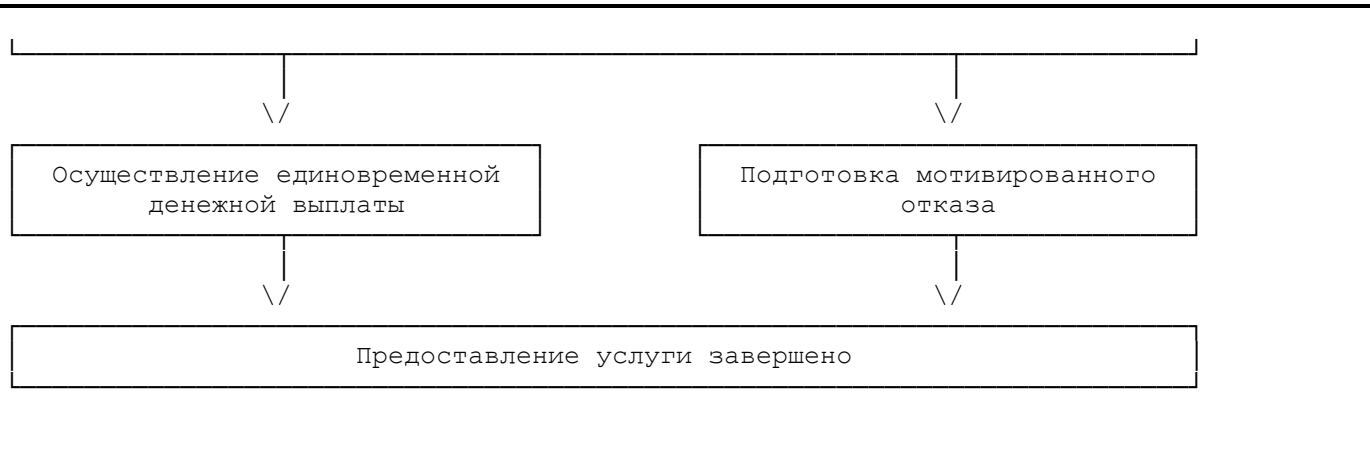 Осуществление единовременной
денежной выплаты
Подготовка мотивированного
отказа
Предоставление услуги завершено